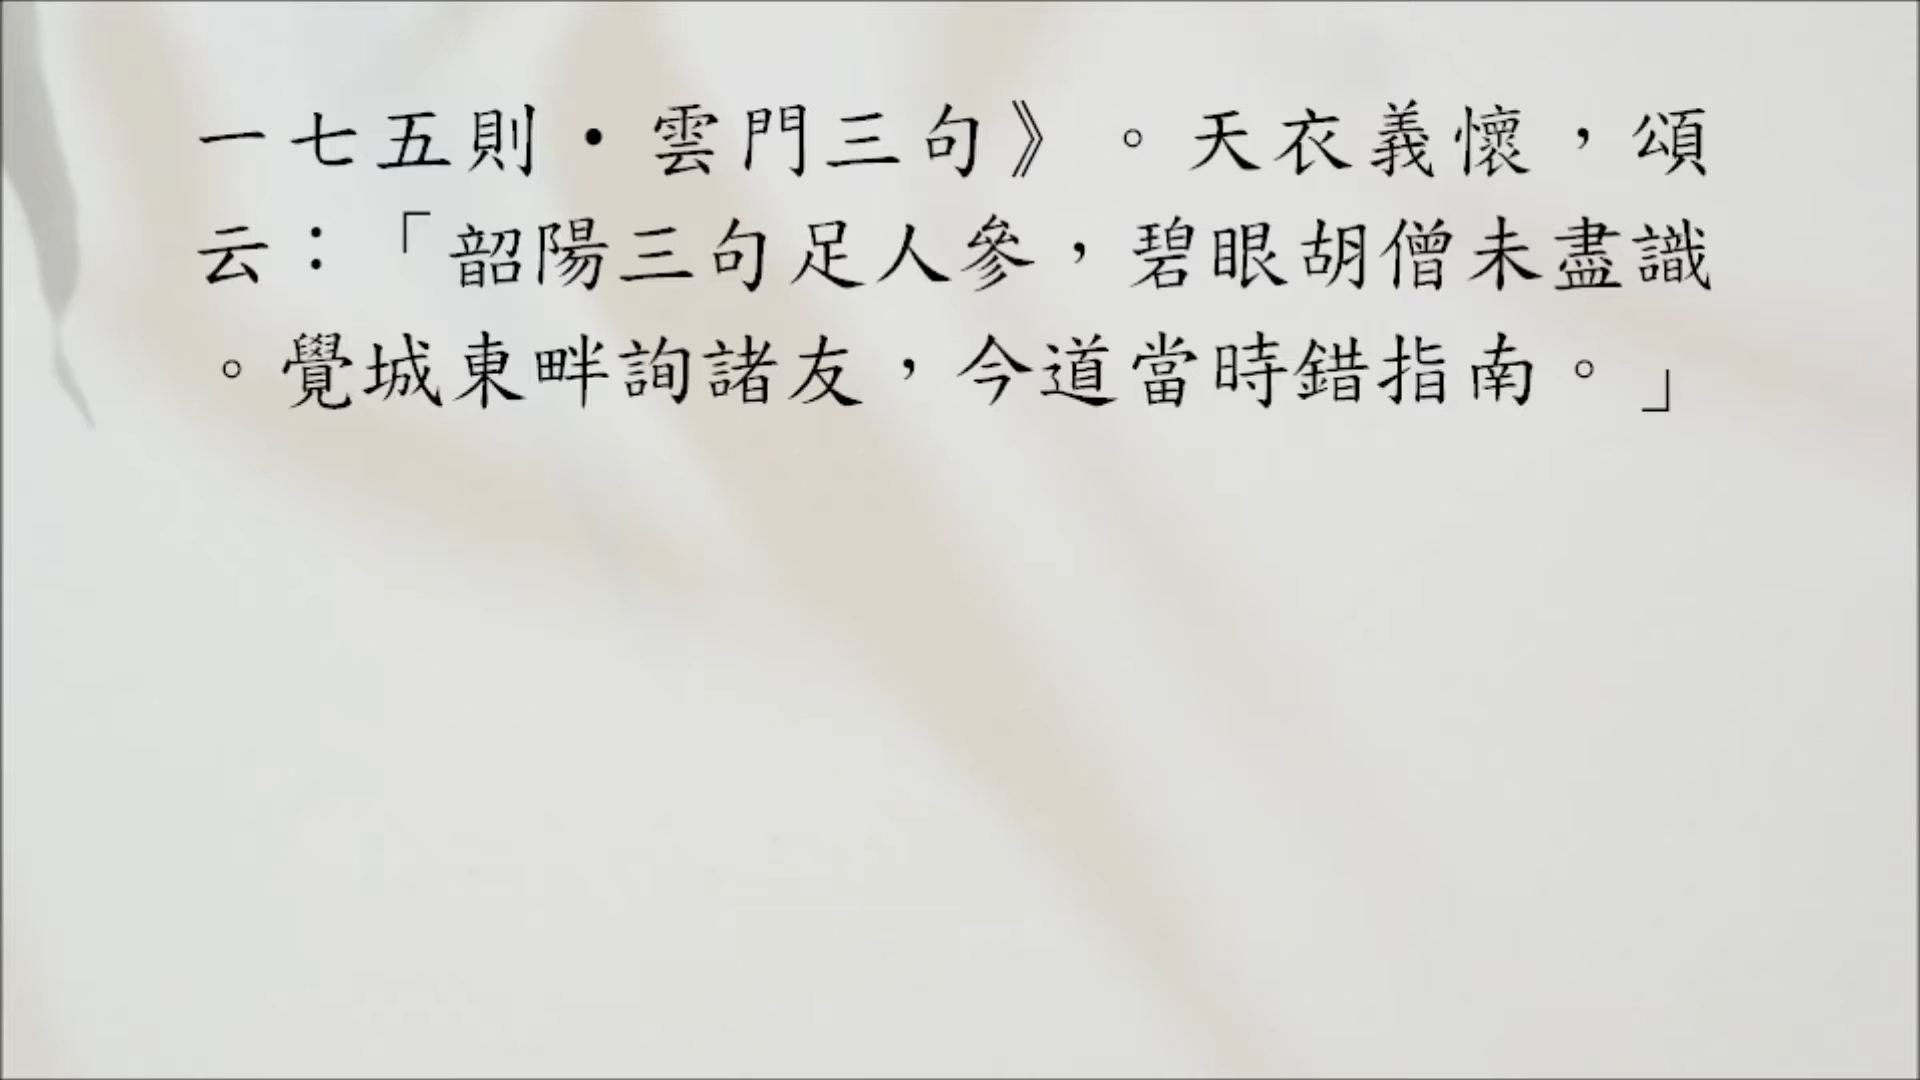 一七五則・雲門三句》。天衣義懷，頌
云：「韶陽三句足人參，碧眼胡僧未盡識
。覺城東畔詢諸友，今道當時錯指南。」